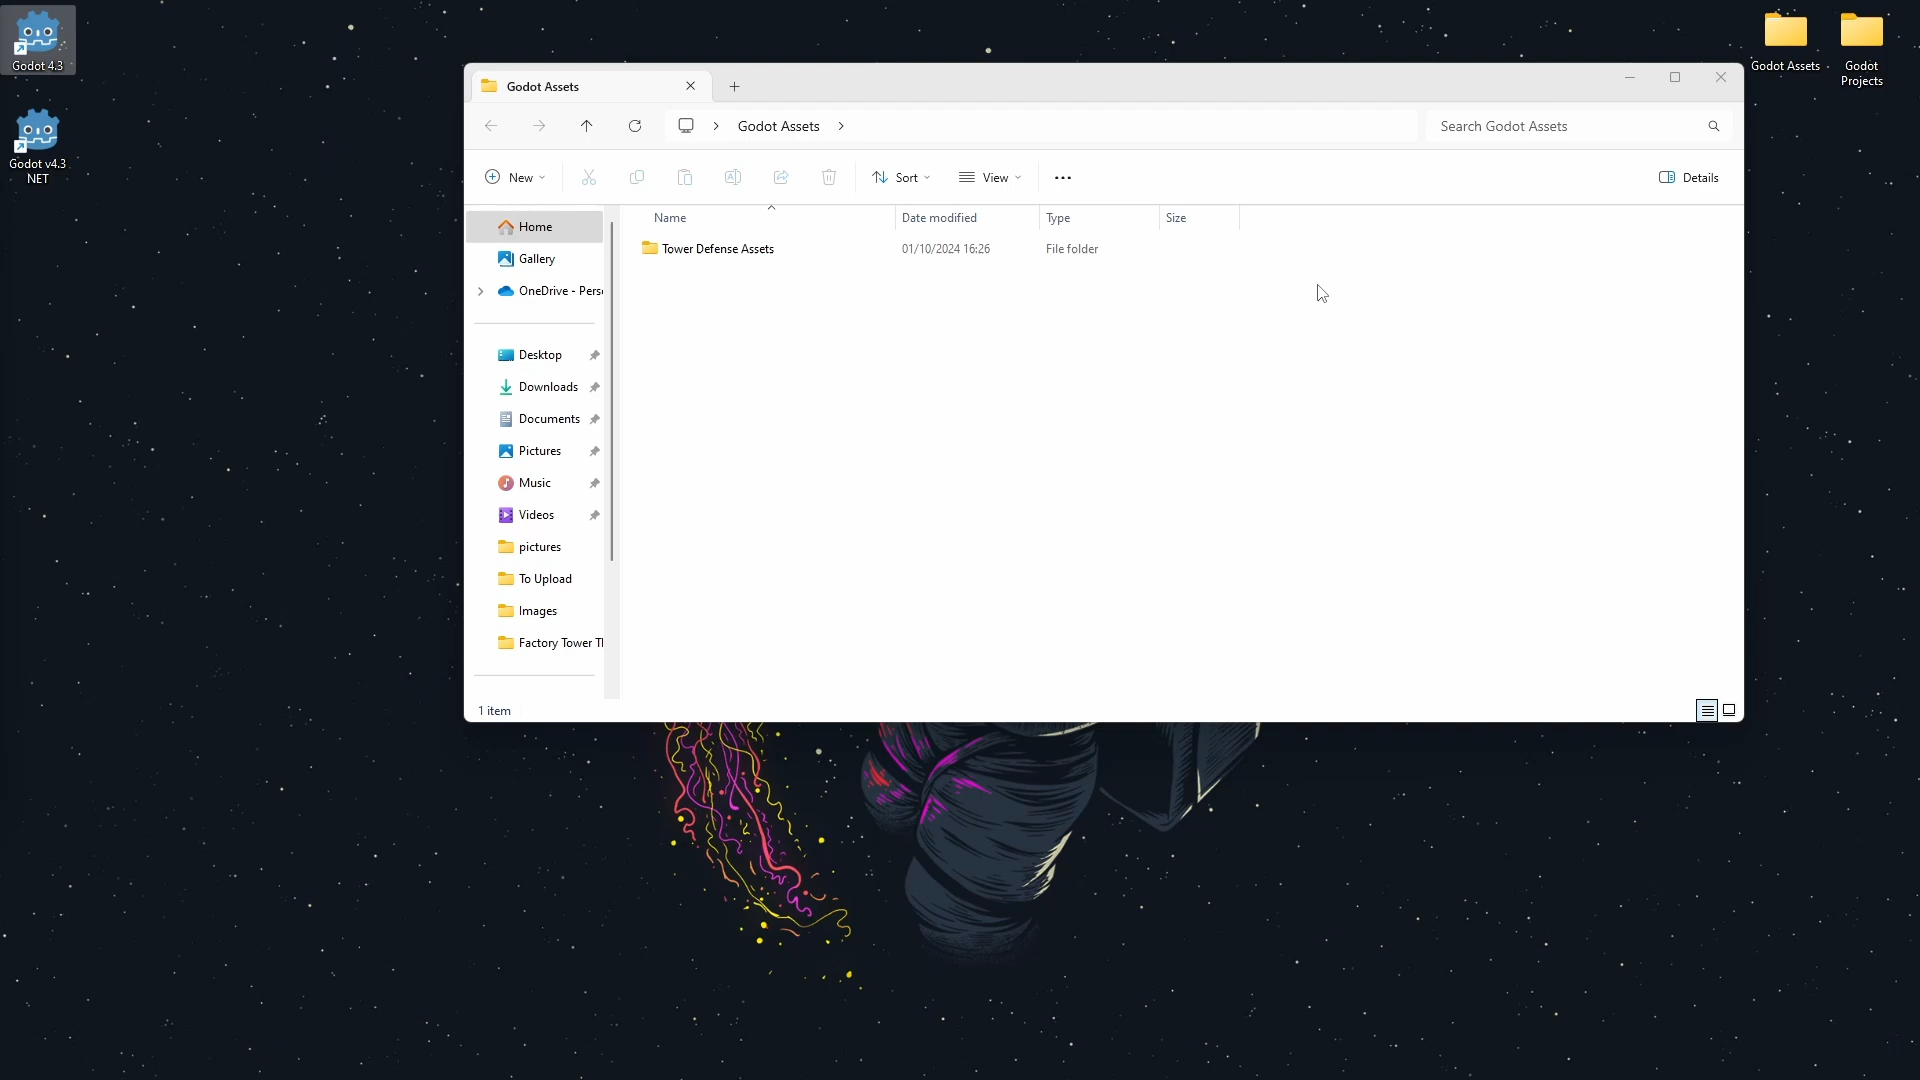 Godot 4.3
Godot v4.3
NET
Godot Assets
Godot Assets
Search Godot Assets
New
Sort
View
Details
Home
Gallery
OneDrive - Pers
Desktop
Downloads
Documents
Pictures
Music
Videos
pictures
To Upload
Images
Factory Tower T
Name
Date modified
Type
Size
Tower Defense Assets
01/10/2024 16:26
File folder
1 item
Godot Assets
Godot
Projects